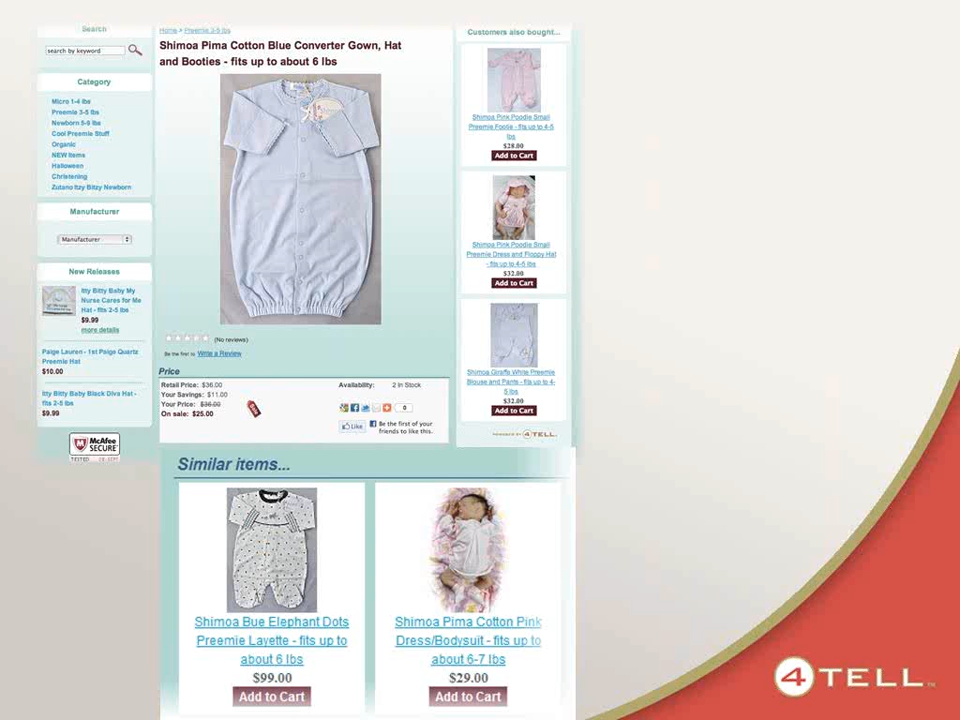 Search
search by keyword
Category
Micro 1-4 lbs
Preemie 3-5 lbs
Newborn 5-9 lbs
Cool Preemie Stuff
Organic
NEW Items
Halloween
Christening
Zutano Itzy Bitzy Newborn
Manufacturer
Manufacturer
New Releases
Itty Bitty Baby My
Nurse Cares for Me
Hat - fits 2-5 lbs
$9.99
more details
Paige Lauren - 1st Paige Quartz
Preemie Hat
$10.00
Itty Bitty Baby Black Diva Hat -
fits 2-5 lbs
$9.99
McAfee
SECURE
TESTED
Home > Preemie 3-5 lbs
Shimoa Pima Cotton Blue Converter Gown, Hat
and Booties - fits up to about 6 lbs
(No reviews)
Be the first to Write a Review
Price
Retail Price: $36.00
Your Savings: $11.00
Your Price: $36.00
On sale: $25.00
Availability: 2 In Stock
0
Like
Be the first of your
friends to like this.
Customers also bought...
Shimoa Pink Poodle Small
Preemie Footie - fits up to 4-5
lbs
$28.00
Add to Cart
Shimoa Pink Poodle Small
Preemie Dress and Floppy Hat
- fits up to 4-5 lbs
$32.00
Add to Cart
Shimoa Giraffe White Preemie
Blouse and Pants - fits up to 4-
5 lbs
$32.00
Add to Cart
POWERED BY 4TELL
Similar items...
Shimoa Bue Elephant Dots
Preemie Layette - fits up to
about 6 lbs
$99.00
Add to Cart
Shimoa Pima Cotton Pink
Dress/Bodysuit - fits up to
about 6-7 lbs
$29.00
Add to Cart
4TELL™